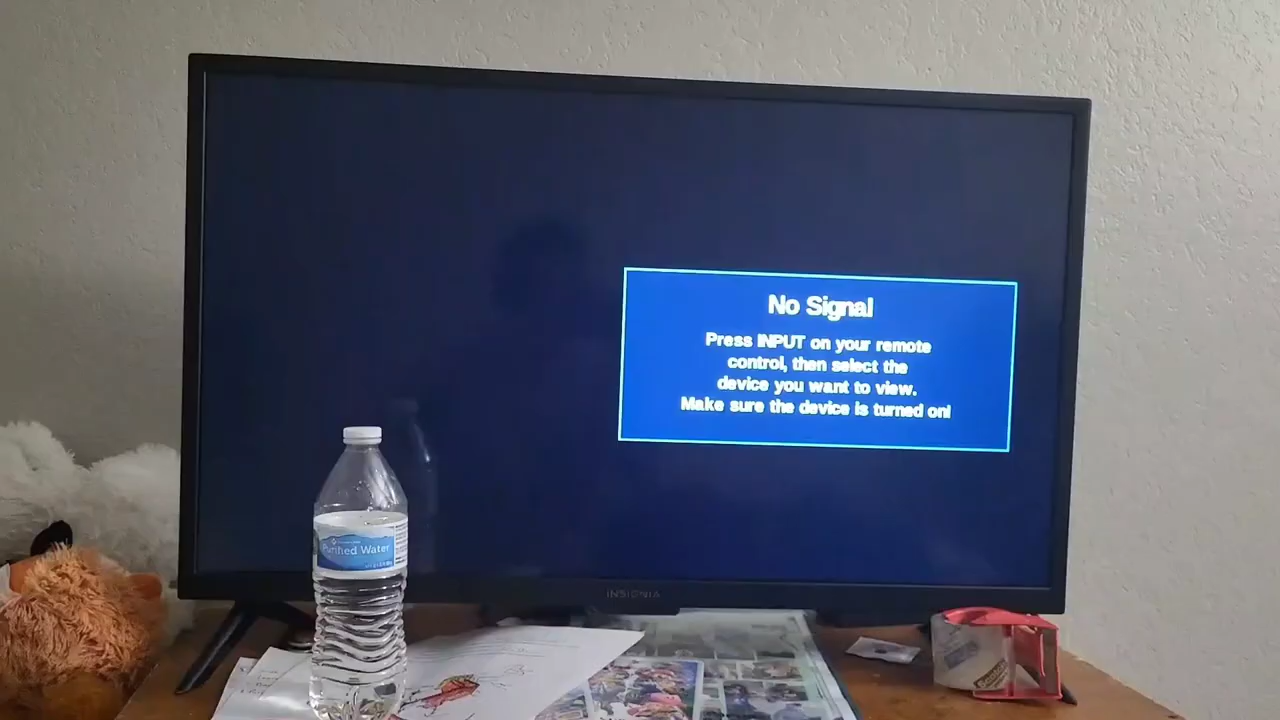 No Signal
Press INPUT on your remote
control, then select the
device you want to view.
Make sure the device is turned on!
Purified Water
INSIGNIA